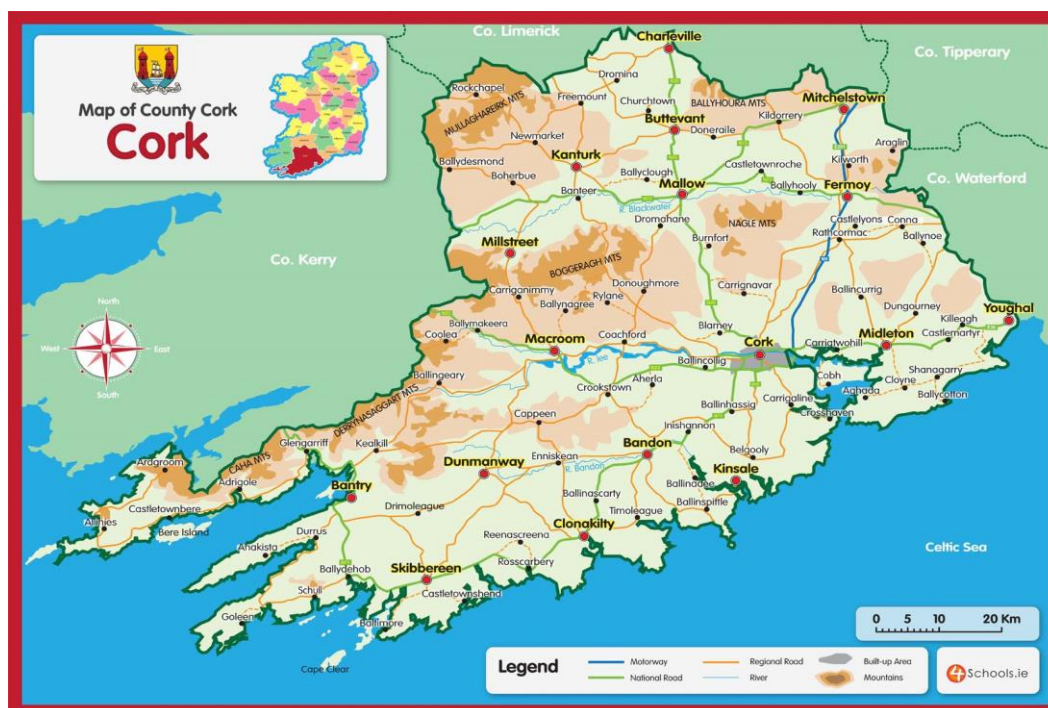 Map of County Cork
Cork
Co. Limerick
Co. Tipperary
Co. Waterford
Co. Kerry
Celtic Sea
North
West
East
South
Charleville
Dromina
Rockchapel
Freemount
Churchtown
BALLYHOURA MTS
Mitchelstown
MULLAGHAREIRK MTS
Buttevant
Kildorrery
Newmarket
Doneraile
Araglin
Ballydesmond
Kanturk
Castletownroche
Kilworth
Boherbue
Ballyclough
Banteer
Mallow
Ballyhooly
Fermoy
R. Blackwater
Dromahane
NAGLE MTS
Castlelyons
Conna
Rathcormac
Millstreet
Burnfort
Ballynoe
BOGGERAGH MTS
Donoughmore
Carriganimmy
Rylane
Carrignavar
Ballincurrig
Ballynagree
Dungourney
Youghal
Killeagh
Ballymakeera
Coachford
Blarney
Coolea
Macroom
Cork
Carrigtwohill
Midleton
Castlemartyr
R. lee
Ballincollig
Ballingeary
Aherla
Cobh
Shanagarry
Crookstown
Cloyne
DERRYNASAGGART MTS
Aghada
Ballycotton
Cappeen
Ballinhassig
Carrigaline
Crosshaven
Inishannon
Glengarriff
Kealkill
Bandon
Belgooly
CAHA MTS
Ardgroom
Dunmanway
Enniskean
R. Bandon
Kinsale
Adrigole
Bantry
Ballinadee
Castletownbere
Drimoleague
Ballinascarty
Ballinspittle
Allihies
Bere Island
Timoleague
Durrus
Reenascreena
Clonakilty
Ahakista
Ballydehob
Skibbereen
Rosscarbery
Schull
Castletownshend
Goleen
Baltimore
Cape Clear
0 5 10 20 Km
Legend
Motorway
Regional Road
Built-up Area
National Road
River
Mountains
4Schools.ie